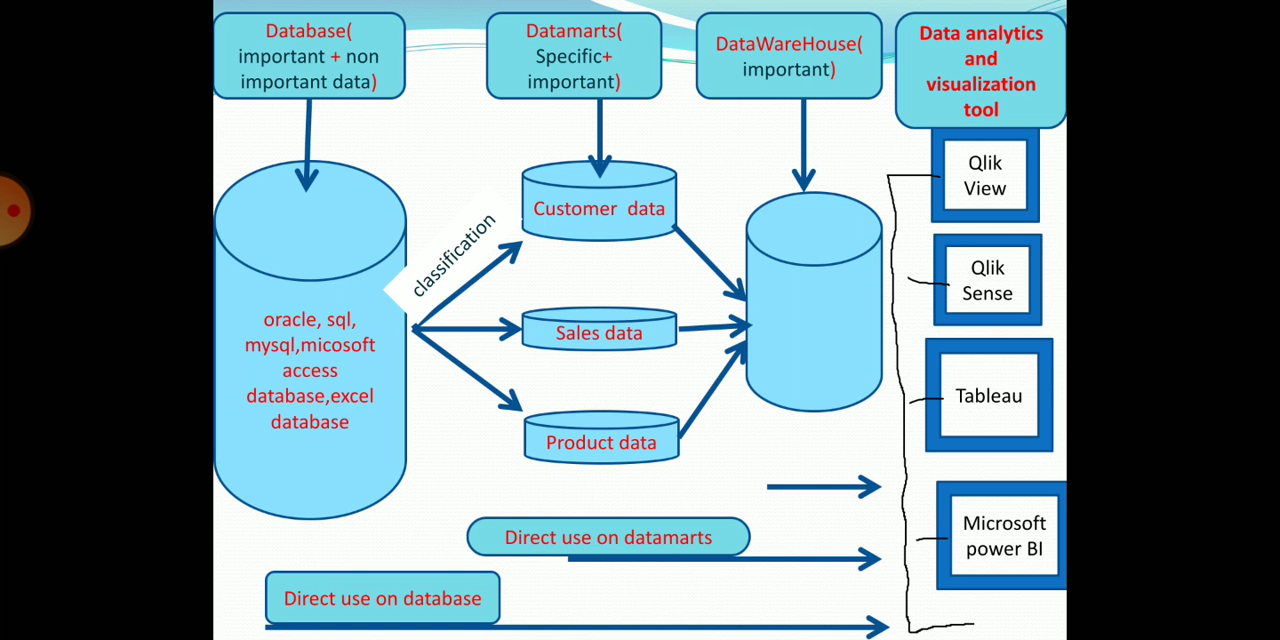 Database(
important + non
important data)
Datamarts(
Specific+
important)
DataWareHouse(
important)
Data analytics
and
visualization
tool
oracle, sql,
mysql,micosoft
access
database,excel
database
classification
Customer data
Sales data
Product data
Qlik
View
Qlik
Sense
Tableau
Microsoft
power BI
Direct use on datamarts
Direct use on database